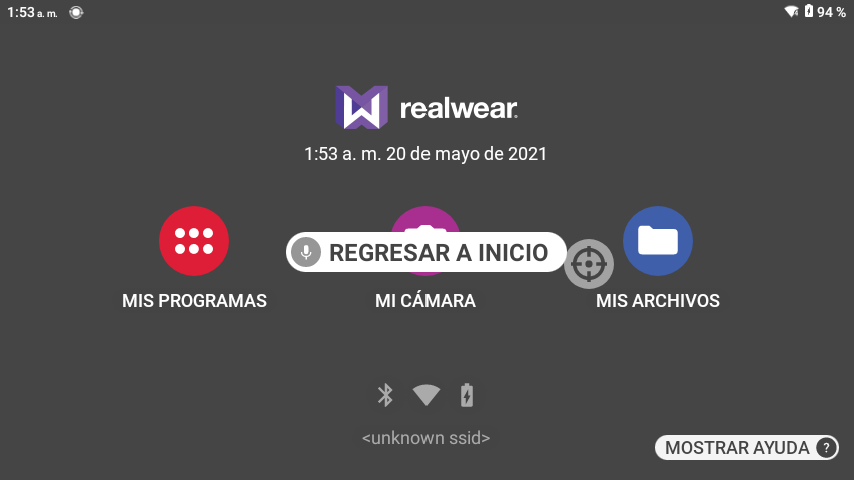 1:53 a. m.
94 %
realwear
1:53 a. m. 20 de mayo de 2021
REGRESAR A INICIO
MIS PROGRAMAS
MI CÁMARA
MIS ARCHIVOS
<unknown ssid>
MOSTRAR AYUDA ?